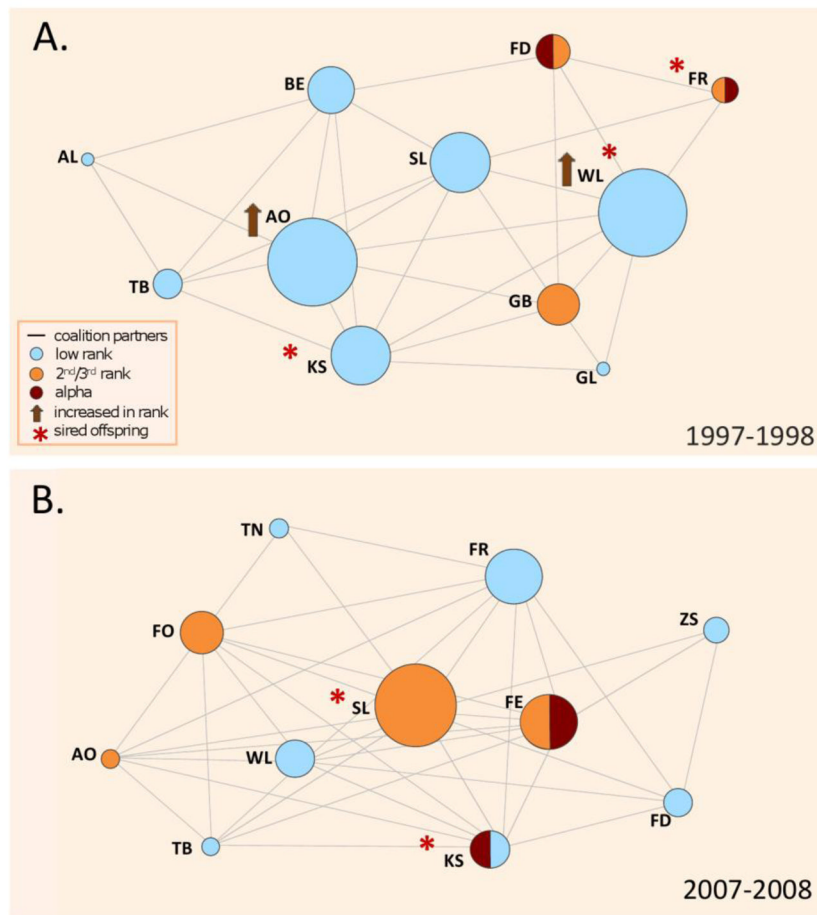 A.
FD
FR
BE
AL
SL
WL
AO
TB
GB
KS
GL
coalition partners
low rank
2nd/3rd rank
alpha
increased in rank
sired offspring
1997-1998
B.
TN
FR
ZS
FO
SL
FE
AO
WL
FD
TB
KS
2007-2008